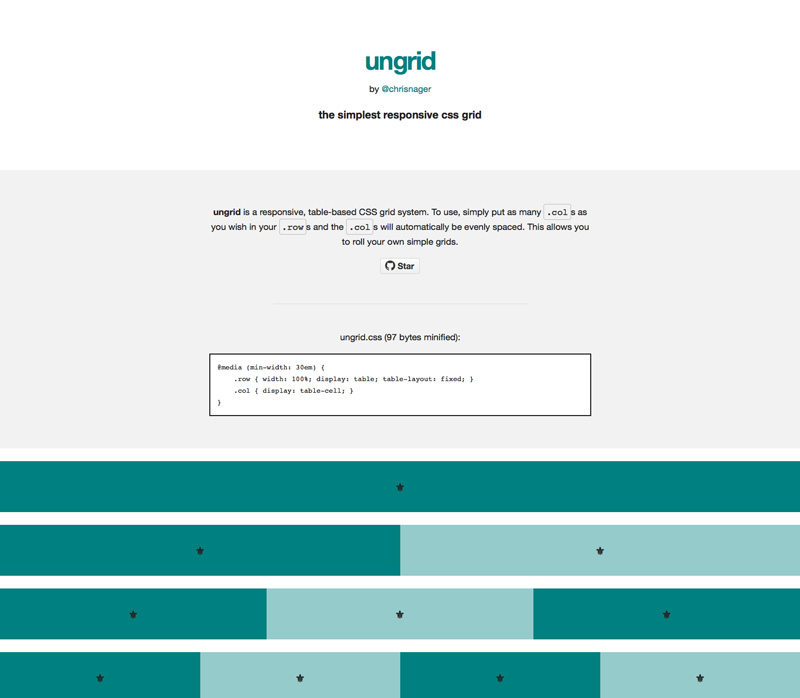 ungrid
by @chrisnager
the simplest responsive css grid
ungrid is a responsive, table-based CSS grid system. To use, simply put as many .col s as
you wish in your .row s and the .col s will automatically be evenly spaced. This allows you
to roll your own simple grids.
Star
ungrid.css (97 bytes minified):
@media (min-width: 30em) {
    .row { width: 100%; display: table; table-layout: fixed; }
    .col { display: table-cell; }
}